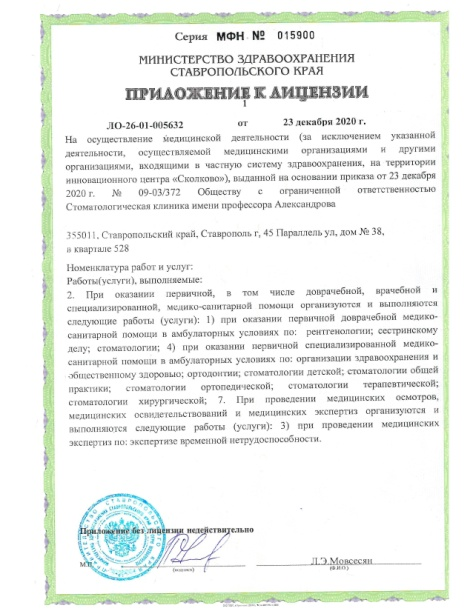 Серия МФН № 015900
МИНИСТЕРСТВО ЗДРАВООХРАНЕНИЯ
СТАВРОПОЛЬСКОГО КРАЯ
ПРИЛОЖЕНИЕ К ЛИЦЕНЗИИ
1
ЛО-26-01-005632 от 23 декабря 2020 г.
На осуществление медицинской деятельности (за исключением указанной
деятельности, осуществляемой медицинскими организациями и другими
организациями, входящими в частную систему здравоохранения, на территории
инновационного центра «Сколково»), выданной на основании приказа от 23 декабря
2020 г. № 09-03/372 Обществу с ограниченной ответственностью
Стоматологическая клиника имени профессора Александрова
355011, Ставропольский край, Ставрополь г, 45 Параллель ул, дом № 38,
в квартале 528
Номенклатура работ и услуг:
Работы(услуги), выполняемые:
2. При оказании первичной, в том числе доврачебной, врачебной и
специализированной, медико-санитарной помощи организуются и выполняются
следующие работы (услуги): 1) при оказании первичной доврачебной медико-
санитарной помощи в амбулаторных условиях по: рентгенологии; сестринскому
делу; стоматологии; 4) при оказании первичной специализированной медико-
санитарной помощи в амбулаторных условиях по: организации здравоохранения и
общественному здоровью; ортодонтии; стоматологии детской; стоматологии общей
практики; стоматологии ортопедической; стоматологии терапевтической;
стоматологии хирургической; 7. При проведении медицинских осмотров,
медицинских освидетельствований и медицинских экспертиз организуются и
выполняются следующие работы (услуги): 3) при проведении медицинских
экспертиз по: экспертизе временной нетрудоспособности.
Приложение без лицензии недействительно
М.П. Д.Э.Мовсесян
(подпись) (Ф.И.О.)